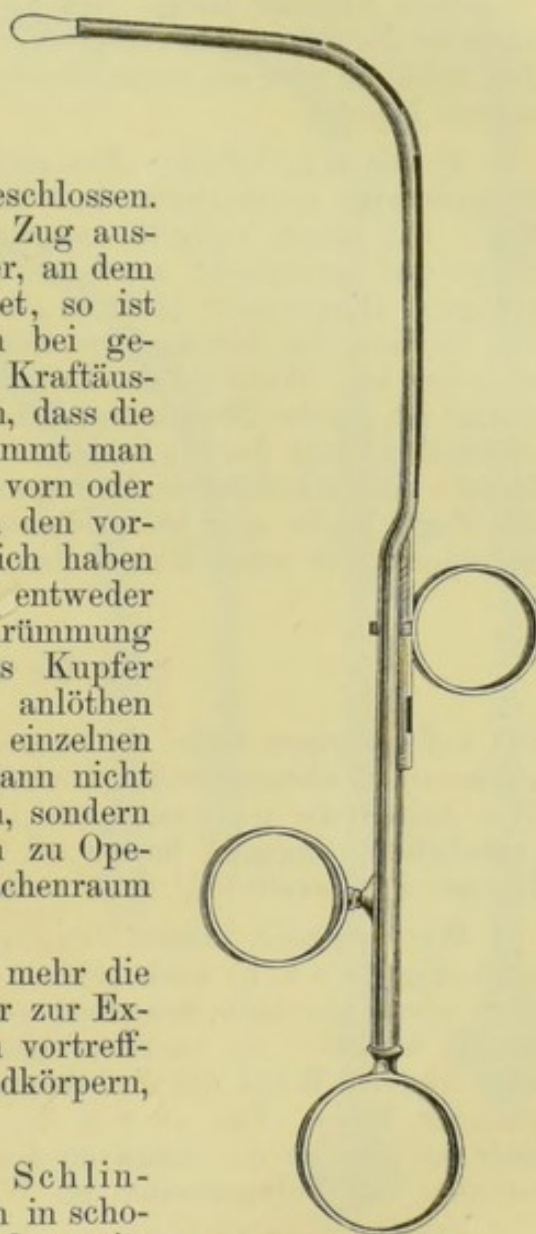 eschlossen.
Zug aus-
er, an dem
et, so ist
bei ge-
Kraftäus-
n, dass die
mmt man
vorn oder
den vor-
ich haben
entweder
rümmung
s Kupfer
anlöthen
einzelnen
ann nicht
n, sondern
zu Ope-
chenraum
mehr die
r zur Ex-
vortreff-
dkörpern,
Schlin-
in scho-